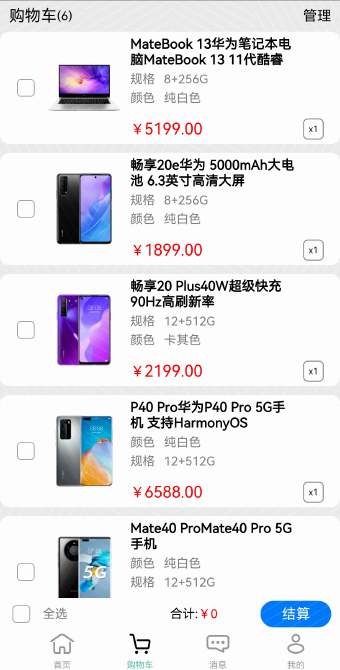 购物车(6)
管理
MateBook 13华为笔记本电
脑MateBook 13 11代酷睿
规格 8+256G
颜色 纯白色
￥5199.00
x1
畅享20e华为 5000mAh大电
池 6.3英寸高清大屏
规格 8+256G
颜色 纯白色
￥1899.00
x1
畅享20 Plus40W超级快充
90Hz高刷新率
规格 12+512G
颜色 卡其色
￥2199.00
x1
P40 Pro华为P40 Pro 5G手
机 支持HarmonyOS
颜色 纯白色
规格 12+512G
￥6588.00
x1
Mate40 ProMate40 Pro 5G
手机
颜色 纯白色
规格 12+512G
5G
全选
合计:￥0
结算
首页
购物车
消息
我的